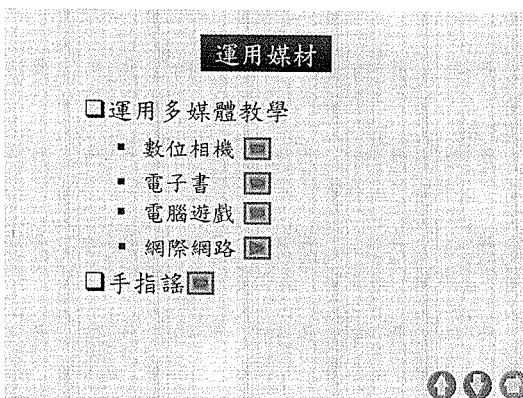 運用媒材
運用多媒體教學
數位相機
電子書
電腦遊戲
網際網路
手指謠